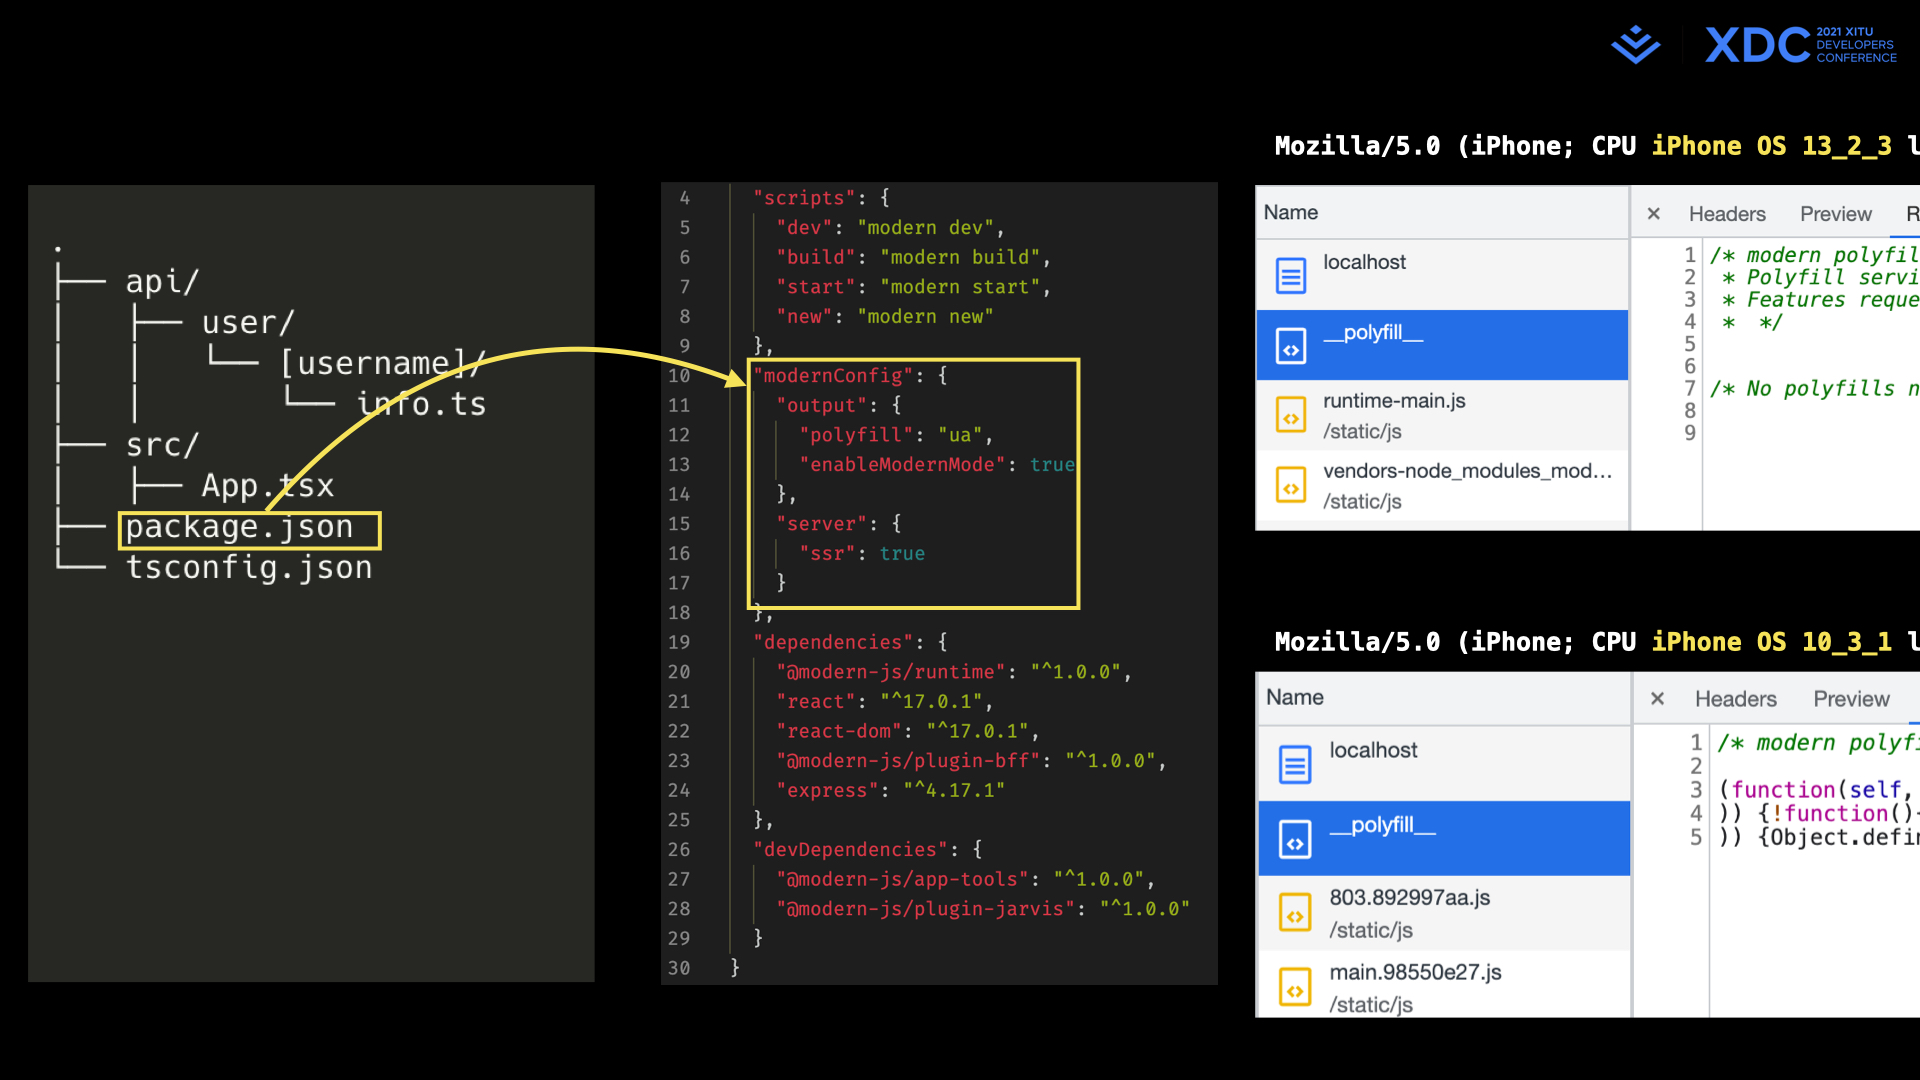 XDC
2021 XITU
DEVELOPERS
CONFERENCE
.
├── api/
│   ├── user/
│   │   └── [username]/
│   │       └── info.ts
├── src/
│   ├── App.tsx
├── package.json
└── tsconfig.json
4 "scripts": {
5 "dev": "modern dev",
6 "build": "modern build",
7 "start": "modern start",
8 "new": "modern new"
9 },
10 "modernConfig": {
11 "output": {
12 "polyfill": "ua",
13 "enableModernMode": true
14 },
15 "server": {
16 "ssr": true
17 }
18 },
19 "dependencies": {
20 "@modern-js/runtime": "^1.0.0",
21 "react": "^17.0.1",
22 "react-dom": "^17.0.1",
23 "@modern-js/plugin-bff": "^1.0.0",
24 "express": "^4.17.1"
25 },
26 "devDependencies": {
27 "@modern-js/app-tools": "^1.0.0",
28 "@modern-js/plugin-jarvis": "^1.0.0"
29 }
30 }
Mozilla/5.0 (iPhone; CPU iPhone OS 13_2_3 l
Name
localhost
__polyfill__
runtime-main.js
/static/js
vendors-node_modules_mod...
/static/js
× Headers Preview R
1 /* modern polyfil
2 * Polyfill servi
3 * Features reque
4 * */
5
6
7 /* No polyfills n
8
9
Mozilla/5.0 (iPhone; CPU iPhone OS 10_3_1 l
Name
localhost
__polyfill__
803.892997aa.js
/static/js
main.98550e27.js
/static/js
× Headers Preview
1 /* modern polyfi
2
3 (function(self,
4 )) {!function()
5 )) {Object.defin